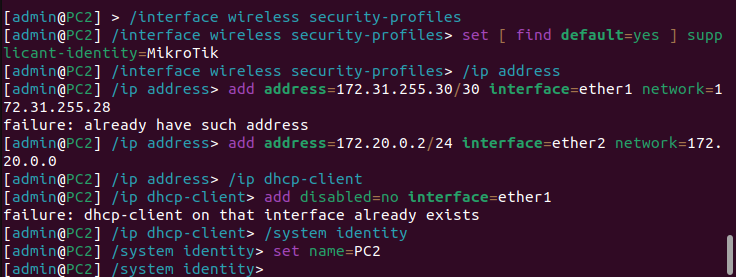 [admin@PC2] > /interface wireless security-profiles
[admin@PC2] /interface wireless security-profiles> set [ find default=yes ] supp
licant-identity=MikroTik
[admin@PC2] /interface wireless security-profiles> /ip address
[admin@PC2] /ip address> add address=172.31.255.30/30 interface=ether1 network=1
72.31.255.28
failure: already have such address
[admin@PC2] /ip address> add address=172.20.0.2/24 interface=ether2 network=172.
20.0.0
[admin@PC2] /ip address> /ip dhcp-client
[admin@PC2] /ip dhcp-client> add disabled=no interface=ether1
failure: dhcp-client on that interface already exists
[admin@PC2] /ip dhcp-client> /system identity
[admin@PC2] /system identity> set name=PC2
[admin@PC2] /system identity>